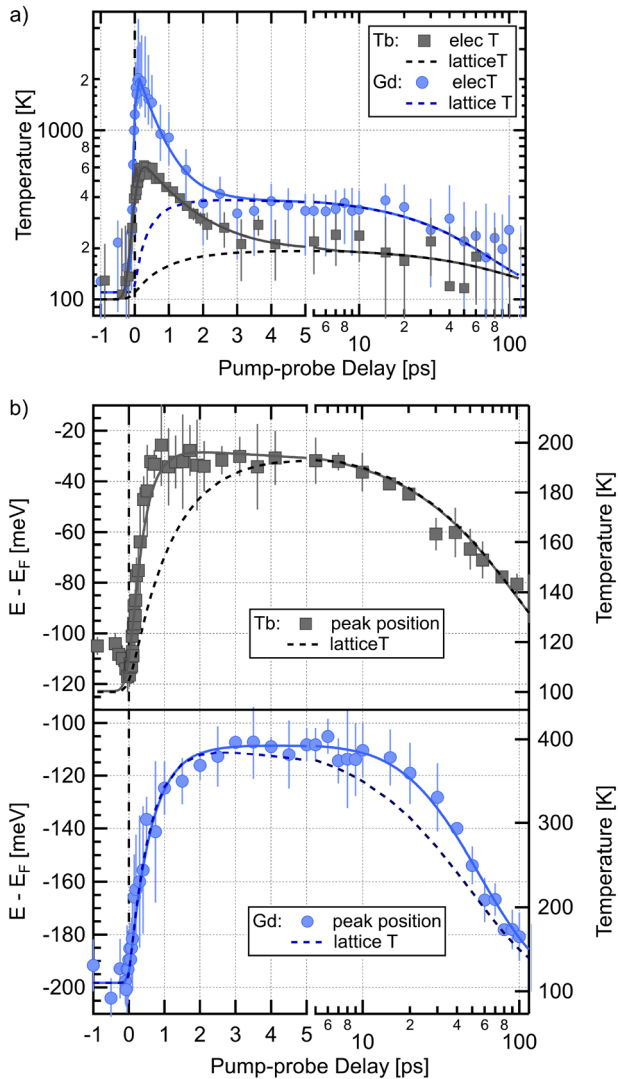 a)
Tb: elec T
lattice T
Gd: elec T
lattice T
Temperature [K]
2
1000
8
6
4
2
100
-1 0 1 2 3 4 5 6 8 10 2 4 6 8 100
Pump-probe Delay [ps]
b)
-20
-40
-60
-80
-100
-120
E - EF [meV]
200
180
160
140
120
100
Temperature [K]
Tb: peak position
lattice T
-100
-120
-140
-160
-180
-200
E - EF [meV]
400
300
200
100
Temperature [K]
Gd: peak position
lattice T
-1 0 1 2 3 4 5 6 8 10 2 4 6 8 100
Pump-probe Delay [ps]